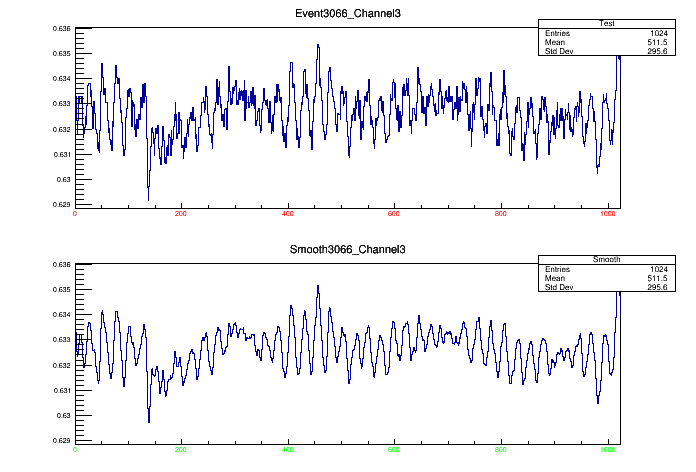 Event3066_Channel3
Test
Entries 1024
Mean 511.5
Std Dev 295.6
0.636
0.635
0.634
0.633
0.632
0.631
0.63
0.629
0 200 400 600 800 1000
Smooth3066_Channel3
Smooth
Entries 1024
Mean 511.5
Std Dev 295.6
0.636
0.635
0.634
0.633
0.632
0.631
0.63
0.629
0 200 400 600 800 1000